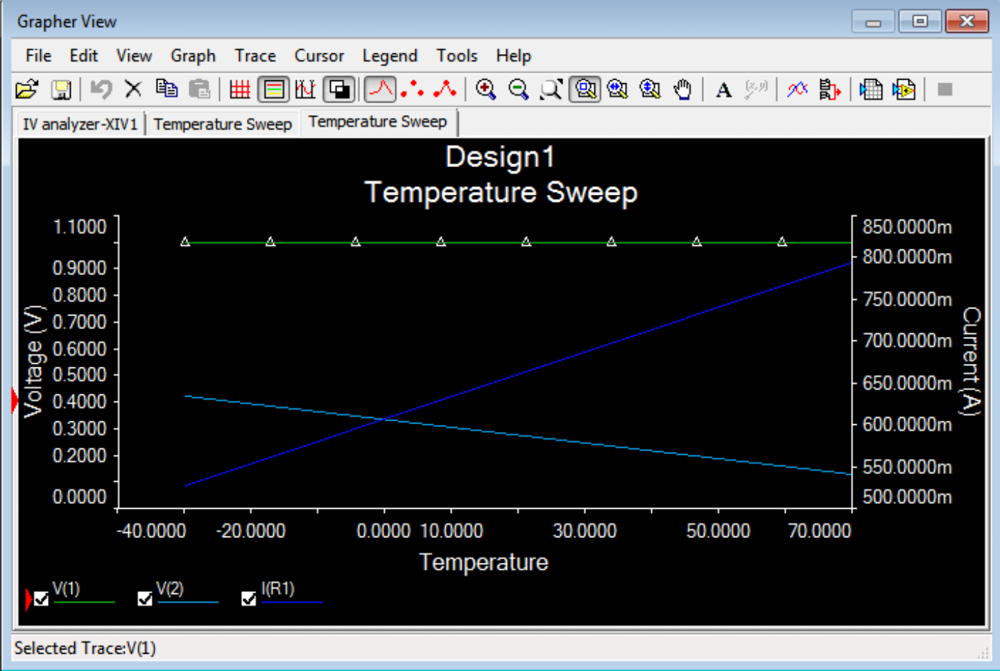 Grapher View
File Edit View Graph Trace Cursor Legend Tools Help
A (x,y)
IV analyzer-XIV1 Temperature Sweep Temperature Sweep
Design1
Temperature Sweep
Voltage (V)
1.1000
0.9000
0.8000
0.7000
0.6000
0.5000
0.4000
0.3000
0.2000
0.0000
850.0000m
800.0000m
750.0000m
700.0000m
650.0000m
600.0000m
550.0000m
500.0000m
Current(A)
-40.0000 -20.0000 0.0000 10.0000 30.0000 50.0000 70.0000
Temperature
V(1) V(2) I(R1)
Selected Trace:V(1)